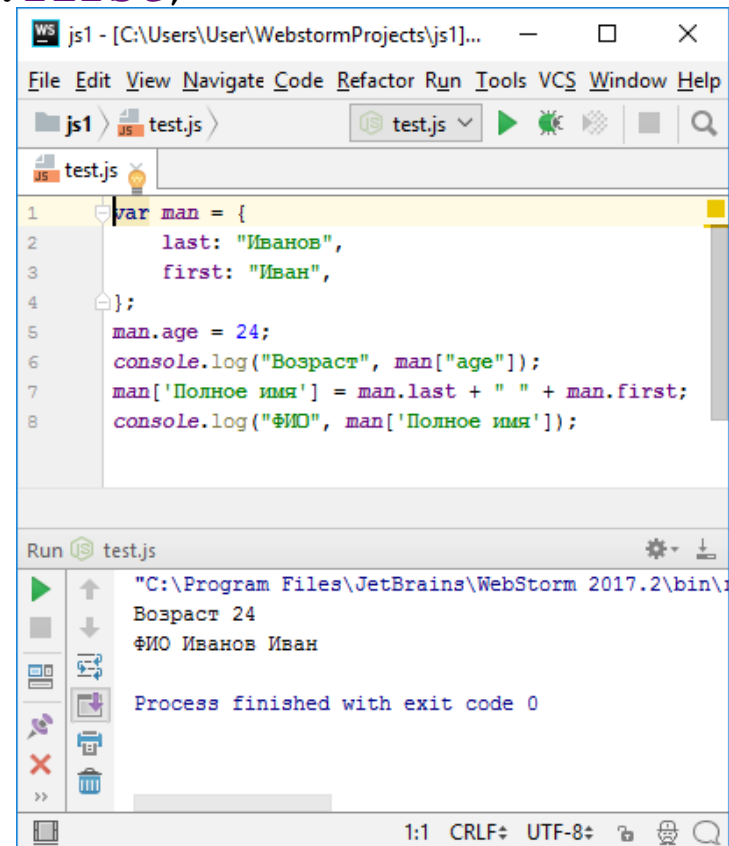 js1 - [C:\Users\User\WebstormProjects\js1]...
File Edit View Navigate Code Refactor Run Tools VCS Window Help
js1 test.js test.js
test.js
1 var man = {
2 last: "Иванов",
3 first: "Иван",
4 };
5 man.age = 24;
6 console.log("Возраст", man["age"]);
7 man['Полное имя'] = man.last + " " + man.first;
8 console.log("ФИО", man['Полное имя']);
Run test.js
"C:\Program Files\JetBrains\WebStorm 2017.2\bin\
Возраст 24
ФИО Иванов Иван
Process finished with exit code 0
1:1 CRLF UTF-8